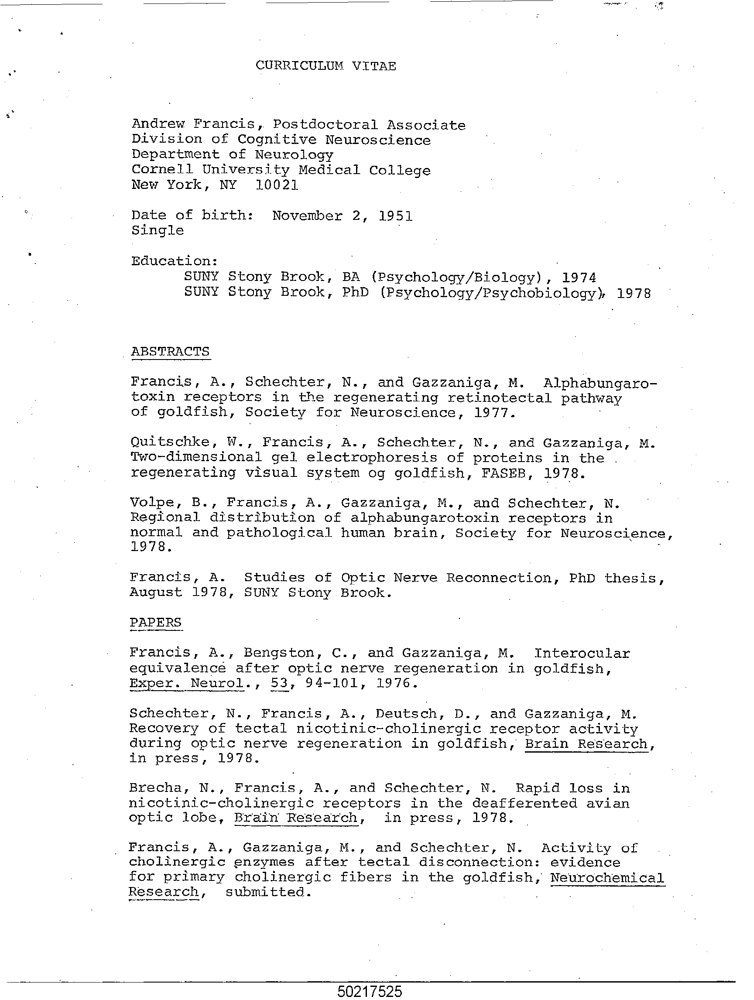 CURRICULUM VITAE
Andrew Francis, Postdoctoral Associate
Division of Cognitive Neuroscience
Department of Neurology
Cornell University Medical College
New York, NY 10021
Date of birth: November 2, 1951
Single
Education:
SUNY Stony Brook, BA (Psychology/Biology), 1974
SUNY Stony Brook, PhD (Psychology/Psychobiology), 1978
ABSTRACTS
Francis, A., Schechter, N., and Gazzaniga, M. Alphabungaro-
toxin receptors in the regenerating retinotectal pathway
of goldfish, Society for Neuroscience, 1977.
Quitschke, W., Francis, A., Schechter, N., and Gazzaniga, M.
Two-dimensional gel electrophoresis of proteins in the
regenerating visual system og goldfish, FASEB, 1978.
Volpe, B., Francis, A., Gazzaniga, M., and Schechter, N.
Regional distribution of alphabungarotoxin receptors in
normal and pathological human brain, Society for Neuroscience,
1978.
Francis, A. Studies of Optic Nerve Reconnection, PhD thesis,
August 1978, SUNY Stony Brook.
PAPERS
Francis, A., Bengston, C., and Gazzaniga, M. Interocular
equivalence after optic nerve regeneration in goldfish,
Exper. Neurol., 53, 94-101, 1976.
Schechter, N., Francis, A., Deutsch, D., and Gazzaniga, M.
Recovery of tectal nicotinic-cholinergic receptor activity
during optic nerve regeneration in goldfish, Brain Research,
in press, 1978.
Brecha, N., Francis, A., and Schechter, N. Rapid loss in
nicotinic-cholinergic receptors in the deafferented avian
optic lobe, Brain Research, in press, 1978.
Francis, A., Gazzaniga, M., and Schechter, N. Activity of
cholinergic enzymes after tectal disconnection: evidence
for primary cholinergic fibers in the goldfish, Neurochemical
Research, submitted.
50217525